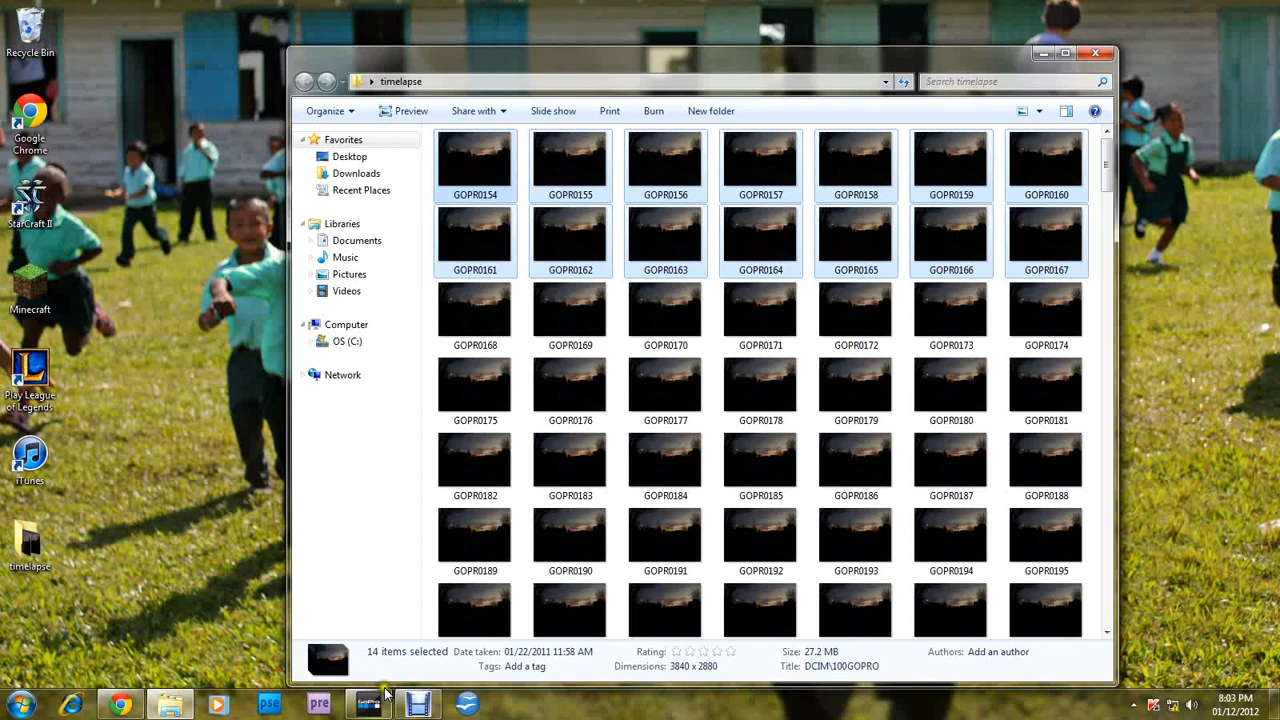 Recycle Bin
Google
Chrome
StarCraft II
Minecraft
Play League
of Legends
iTunes
timelapse
timelapse
Search timelapse
Organize Preview Share with Slide show Print Burn New folder
Favorites
Desktop
Downloads
Recent Places
Libraries
Documents
Music
Pictures
Videos
Computer
OS (C:)
Network
GOPR0154 GOPR0155 GOPR0156 GOPR0157 GOPR0158 GOPR0159 GOPR0160
GOPR0161 GOPR0162 GOPR0163 GOPR0164 GOPR0165 GOPR0166 GOPR0167
GOPR0168 GOPR0169 GOPR0170 GOPR0171 GOPR0172 GOPR0173 GOPR0174
GOPR0175 GOPR0176 GOPR0177 GOPR0178 GOPR0179 GOPR0180 GOPR0181
GOPR0182 GOPR0183 GOPR0184 GOPR0185 GOPR0186 GOPR0187 GOPR0188
GOPR0189 GOPR0190 GOPR0191 GOPR0192 GOPR0193 GOPR0194 GOPR0195
14 items selected Date taken: 01/22/2011 11:58 AM Rating: Size: 27.2 MB Authors: Add an author
Tags: Add a tag Dimensions: 3840 x 2880 Title: DCIM\100GOPRO
pse pre GoPro
8:03 PM
01/12/2012